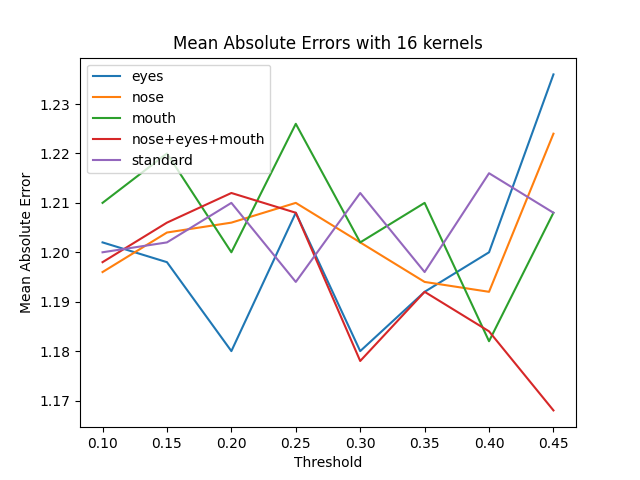 Mean Absolute Errors with 16 kernels
eyes
nose
mouth
nose+eyes+mouth
standard
1.23
1.22
1.21
1.20
1.19
1.18
1.17
Mean Absolute Error
0.10 0.15 0.20 0.25 0.30 0.35 0.40 0.45
Threshold